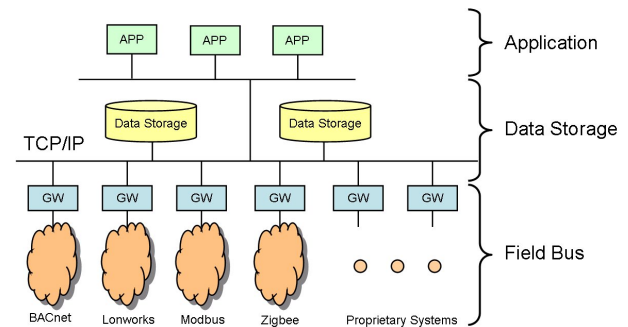 APP APP APP Application
Data Storage Data Storage Data Storage
TCP/IP
GW GW GW GW GW GW
Field Bus
BACnet Lonworks Modbus Zigbee Proprietary Systems